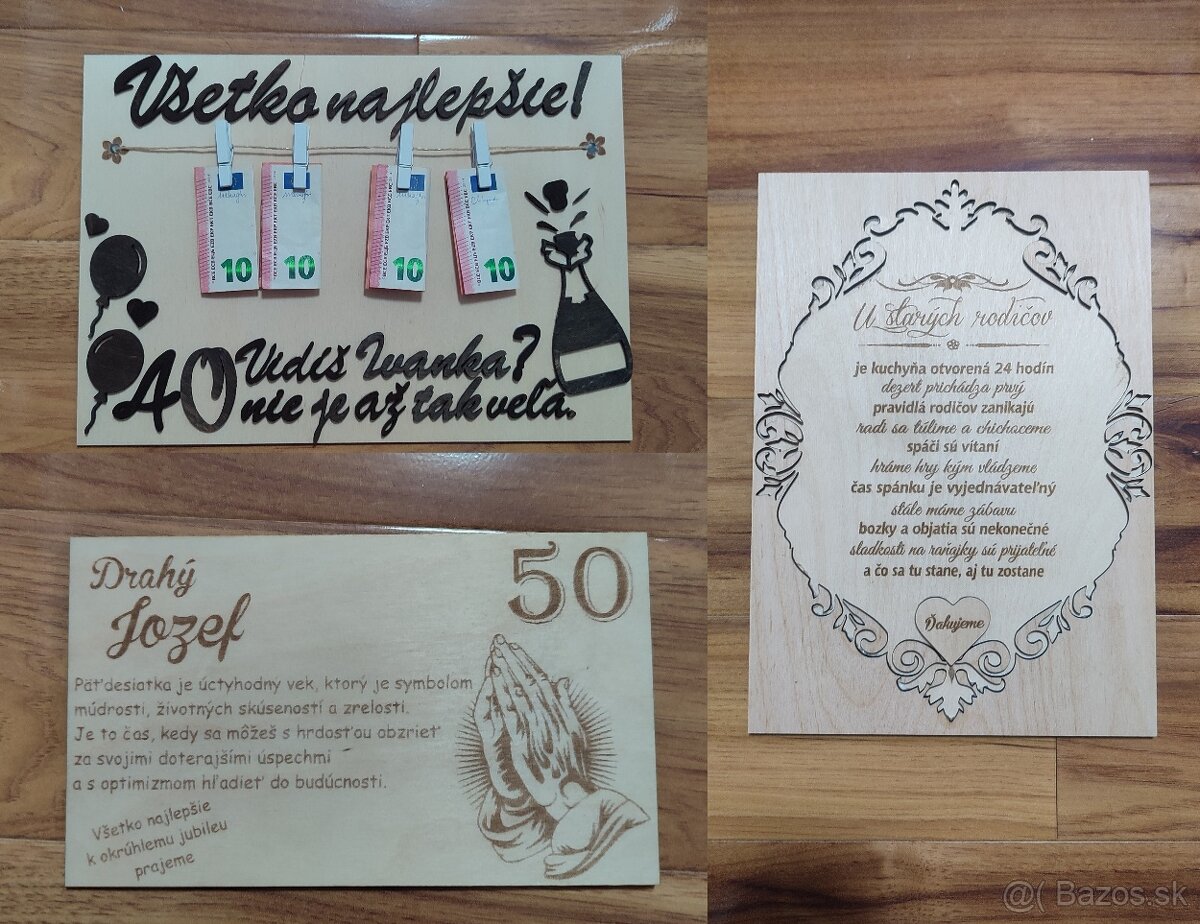 Všetko najlepšie!
10
10
10
10
40
Vidíš Ivanka?
nie je až tak veľa.
Drahý
Jozef
50
Päťdesiatka je úctyhodny vek, ktorý je symbolom
múdrosti, životných skúseností a zrelosti.
Je to čas, kedy sa môžeš s hrdosťou obzrieť
za svojimi doterajšími úspechmi
a s optimizmom hľadieť do budúcnosti.
Všetko najlepšie
k okrúhlemu jubileu
prajeme
U starých rodičov
je kuchyňa otvorená 24 hodín
dezert prichádza prvý
pravidlá rodičov zanikajú
radi sa túlime a chichoceme
spáči sú vítaní
hráme hry kým vládzeme
čas spánku je vyjednávateľný
stále máme zábavu
bozky a objatia sú nekonečné
sladkosti na raňajky sú prijateľné
a čo sa tu stane, aj tu zostane
Ďakujeme
@( Bazos.sk